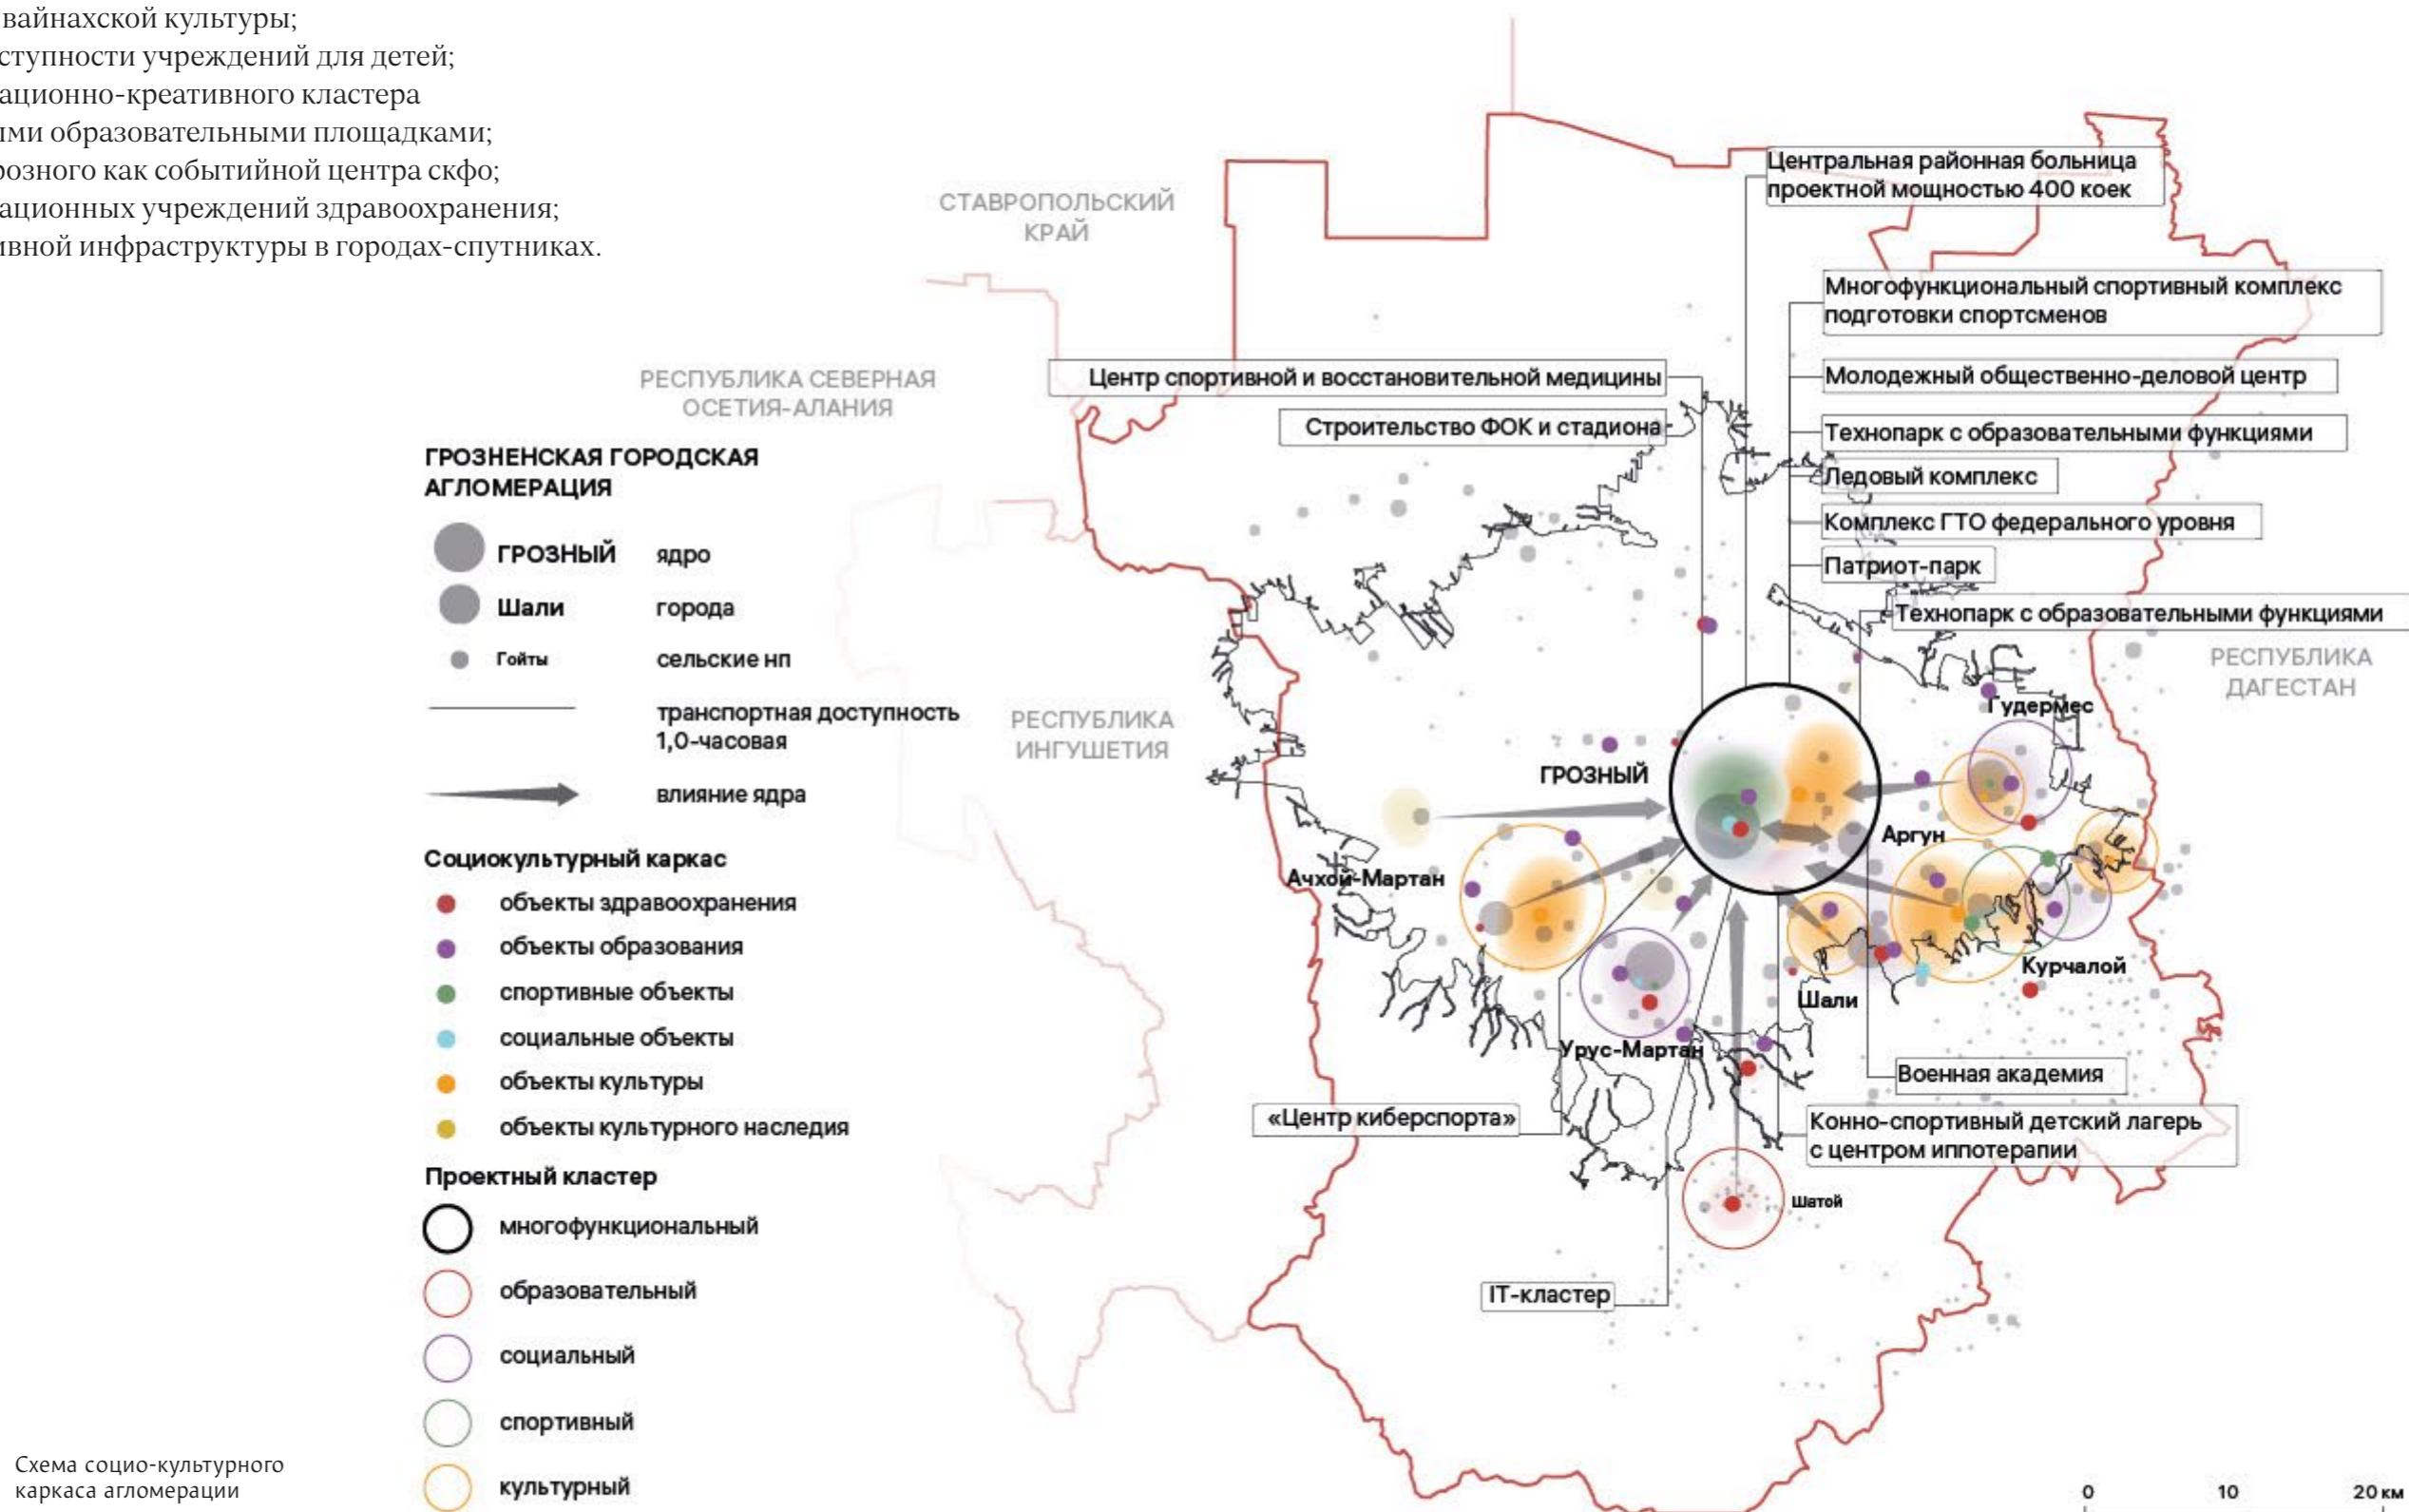 вайнахской культуры;
ступности учреждений для детей;
ационно-креативного кластера
ыми образовательными площадками;
розного как событийной центра скфо;
ационных учреждений здравоохранения;
ивной инфраструктуры в городах-спутниках.
СТАВРОПОЛЬСКИЙ
КРАЙ
РЕСПУБЛИКА СЕВЕРНАЯ
ОСЕТИЯ-АЛАНИЯ
РЕСПУБЛИКА
ИНГУШЕТИЯ
РЕСПУБЛИКА
ДАГЕСТАН
Центральная районная больница
проектной мощностью 400 коек
Многофункциональный спортивный комплекс
подготовки спортсменов
Центр спортивной и восстановительной медицины
Молодежный общественно-деловой центр
Строительство ФОК и стадиона
Технопарк с образовательными функциями
Ледовый комплекс
Комплекс ГТО федерального уровня
Патриот-парк
Технопарк с образовательными функциями
ГРОЗНЕНСКАЯ ГОРОДСКАЯ
АГЛОМЕРАЦИЯ
ГРОЗНЫЙ ядро
Шали города
Гойты сельские нп
транспортная доступность
1,0-часовая
влияние ядра
Социокультурный каркас
объекты здравоохранения
объекты образования
спортивные объекты
социальные объекты
объекты культуры
объекты культурного наследия
Проектный кластер
многофункциональный
образовательный
социальный
спортивный
культурный
Гудермес
ГРОЗНЫЙ
Аргун
Ачхой-Мартан
Курчалой
Шали
Урус-Мартан
Военная академия
«Центр киберспорта»
Конно-спортивный детский лагерь
с центром иппотерапии
Шатой
IT-кластер
Схема социо-культурного
каркаса агломерации
0 10 20 км